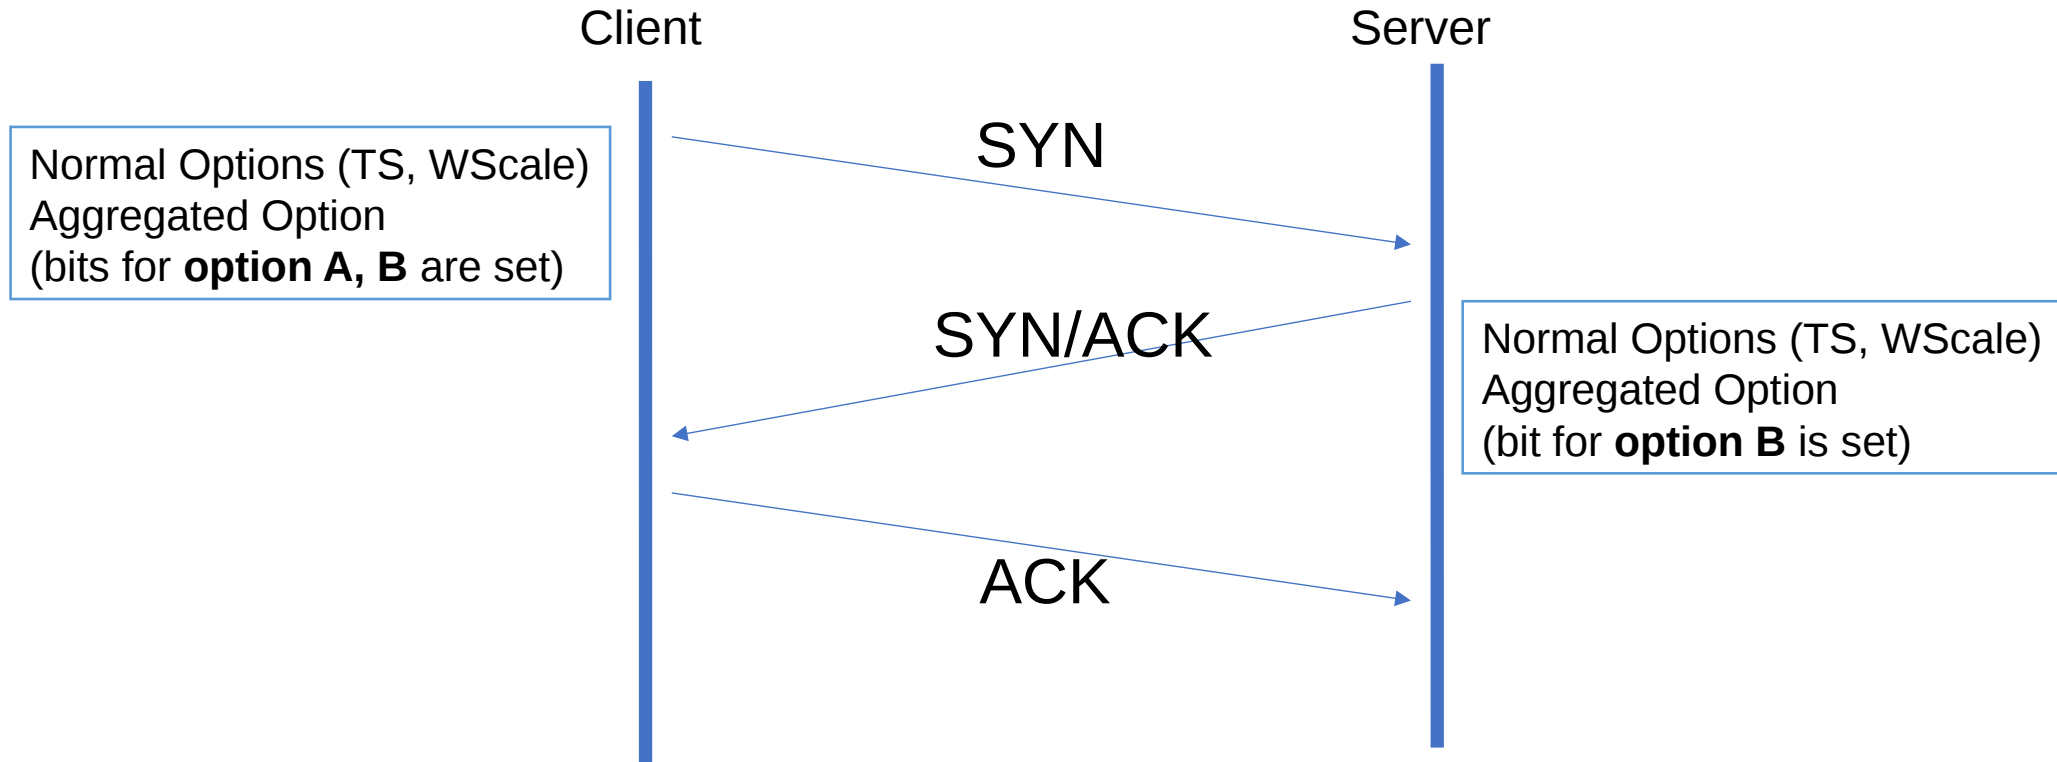 Client
Server
SYN
Normal Options (TS, WScale)
Aggregated Option
(bits for option A, B are set)
SYN/ACK
Normal Options (TS, WScale)
Aggregated Option
(bit for option B is set)
ACK